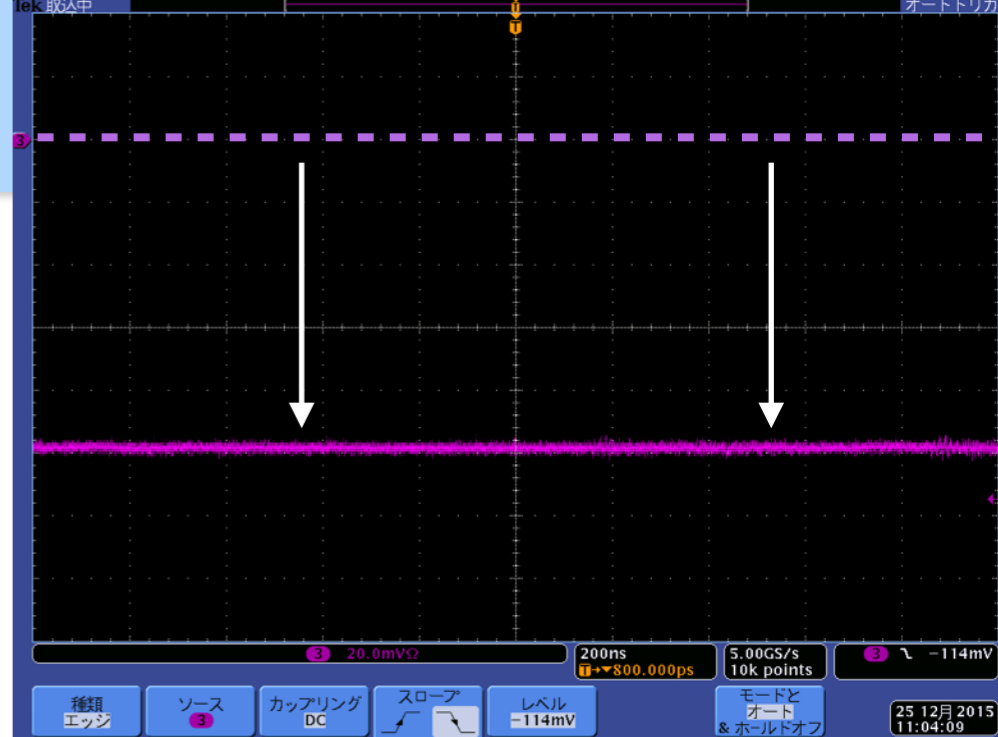 Tek 取込中
オートトリガ
T
T
3
3 20.0mVΩ
200ns
T→▼800.000ps
5.00GS/s
10k points
3 -114mV
種類
エッジ
ソース
3
カップリング
DC
スロープ
レベル
-114mV
モードと
オート
& ホールドオフ
25 12月 2015
11:04:09